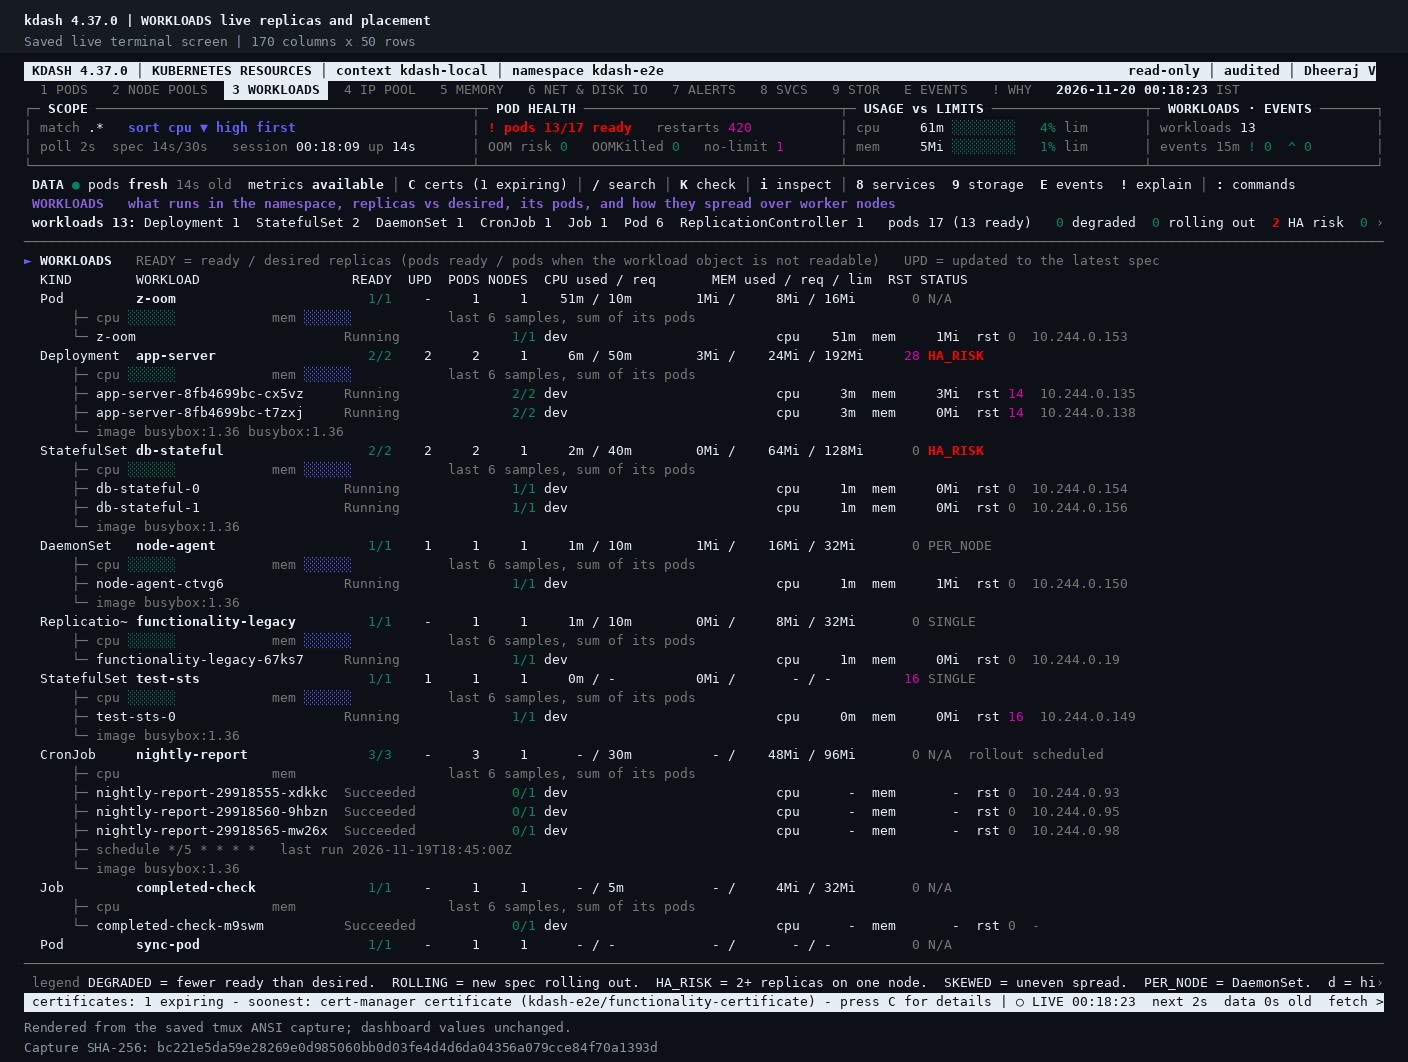 kdash 4.37.0 | WORKLOADS live replicas and placement
Saved live terminal screen | 170 columns x 50 rows
KDASH 4.37.0 │ KUBERNETES RESOURCES │ context kdash-local │ namespace kdash-e2e read-only │ audited │ Dheeraj V
1 PODS 2 NODE POOLS 3 WORKLOADS 4 IP POOL 5 MEMORY 6 NET & DISK IO 7 ALERTS 8 SVCS 9 STOR E EVENTS ! WHY 2026-11-20 00:18:23 IST
SCOPE POD HEALTH USAGE vs LIMITS WORKLOADS · EVENTS
match .* sort cpu ▼ high first │ ! pods 13/17 ready restarts 420 │ cpu 61m ░░░░░░░░ 4% lim │ workloads 13
poll 2s spec 14s/30s session 00:18:09 up 14s │ OOM risk 0 OOMKilled 0 no-limit 1 │ mem 5Mi ░░░░░░░░ 1% lim │ events 15m ! 0 ^ 0
DATA ● pods fresh 14s old metrics available │ C certs (1 expiring) │ / search │ K check │ i inspect │ 8 services 9 storage E events ! explain │ : commands
WORKLOADS what runs in the namespace, replicas vs desired, its pods, and how they spread over worker nodes
workloads 13: Deployment 1 StatefulSet 2 DaemonSet 1 CronJob 1 Job 1 Pod 6 ReplicationController 1 pods 17 (13 ready) 0 degraded 0 rolling out 2 HA risk 0 ›
► WORKLOADS READY = ready / desired replicas (pods ready / pods when the workload object is not readable) UPD = updated to the latest spec
KIND WORKLOAD READY UPD PODS NODES CPU used / req MEM used / req / lim RST STATUS
Pod z-oom 1/1 - 1 1 51m / 10m 1Mi / 8Mi / 16Mi 0 N/A
├─ cpu ░░░░░░ mem ░░░░░░ last 6 samples, sum of its pods
└─ z-oom Running 1/1 dev cpu 51m mem 1Mi rst 0 10.244.0.153
Deployment app-server 2/2 2 2 1 6m / 50m 3Mi / 24Mi / 192Mi 28 HA_RISK
├─ cpu ░░░░░░ mem ░░░░░░ last 6 samples, sum of its pods
├─ app-server-8fb4699bc-cx5vz Running 2/2 dev cpu 3m mem 3Mi rst 14 10.244.0.135
├─ app-server-8fb4699bc-t7zxj Running 2/2 dev cpu 3m mem 0Mi rst 14 10.244.0.138
└─ image busybox:1.36 busybox:1.36
StatefulSet db-stateful 2/2 2 2 1 2m / 40m 0Mi / 64Mi / 128Mi 0 HA_RISK
├─ cpu ░░░░░░ mem ░░░░░░ last 6 samples, sum of its pods
├─ db-stateful-0 Running 1/1 dev cpu 1m mem 0Mi rst 0 10.244.0.154
├─ db-stateful-1 Running 1/1 dev cpu 1m mem 0Mi rst 0 10.244.0.156
└─ image busybox:1.36
DaemonSet node-agent 1/1 1 1 1 1m / 10m 1Mi / 16Mi / 32Mi 0 PER_NODE
├─ cpu ░░░░░░ mem ░░░░░░ last 6 samples, sum of its pods
├─ node-agent-ctvg6 Running 1/1 dev cpu 1m mem 1Mi rst 0 10.244.0.150
└─ image busybox:1.36
Replicatio~ functionality-legacy 1/1 - 1 1 1m / 10m 0Mi / 8Mi / 32Mi 0 SINGLE
├─ cpu ░░░░░░ mem ░░░░░░ last 6 samples, sum of its pods
└─ functionality-legacy-67ks7 Running 1/1 dev cpu 1m mem 0Mi rst 0 10.244.0.19
StatefulSet test-sts 1/1 1 1 1 0m / - 0Mi / - / - 16 SINGLE
├─ cpu ░░░░░░ mem ░░░░░░ last 6 samples, sum of its pods
├─ test-sts-0 Running 1/1 dev cpu 0m mem 0Mi rst 16 10.244.0.149
└─ image busybox:1.36
CronJob nightly-report 3/3 - 3 1 - / 30m - / 48Mi / 96Mi 0 N/A rollout scheduled
├─ cpu mem last 6 samples, sum of its pods
├─ nightly-report-29918555-xdkkc Succeeded 0/1 dev cpu - mem - rst 0 10.244.0.93
├─ nightly-report-29918560-9hbzn Succeeded 0/1 dev cpu - mem - rst 0 10.244.0.95
├─ nightly-report-29918565-mw26x Succeeded 0/1 dev cpu - mem - rst 0 10.244.0.98
├─ schedule */5 * * * * last run 2026-11-19T18:45:00Z
└─ image busybox:1.36
Job completed-check 1/1 - 1 1 - / 5m - / 4Mi / 32Mi 0 N/A
├─ cpu mem last 6 samples, sum of its pods
└─ completed-check-m9swm Succeeded 0/1 dev cpu - mem - rst 0 -
Pod sync-pod 1/1 - 1 1 - / - - / - / - 0 N/A
legend DEGRADED = fewer ready than desired. ROLLING = new spec rolling out. HA_RISK = 2+ replicas on one node. SKEWED = uneven spread. PER_NODE = DaemonSet. d = hi›
certificates: 1 expiring - soonest: cert-manager certificate (kdash-e2e/functionality-certificate) - press C for details | ○ LIVE 00:18:23 next 2s data 0s old fetch >
Rendered from the saved tmux ANSI capture; dashboard values unchanged.
Capture SHA-256: bc221e5da59e28269e0d985060bb0d03fe4d4d6da04356a079cce84f70a1393d